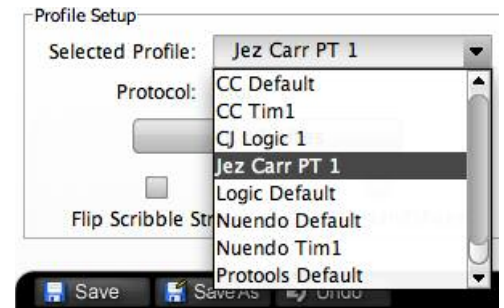 Profile Setup
Selected Profile: Jez Carr PT 1
Protocol:
CC Default
CC Tim1
CJ Logic 1
Jez Carr PT 1
Logic Default
Flip Scribble Str
Nuendo Default
Nuendo Tim1
Protools Default
Save Save As Undo